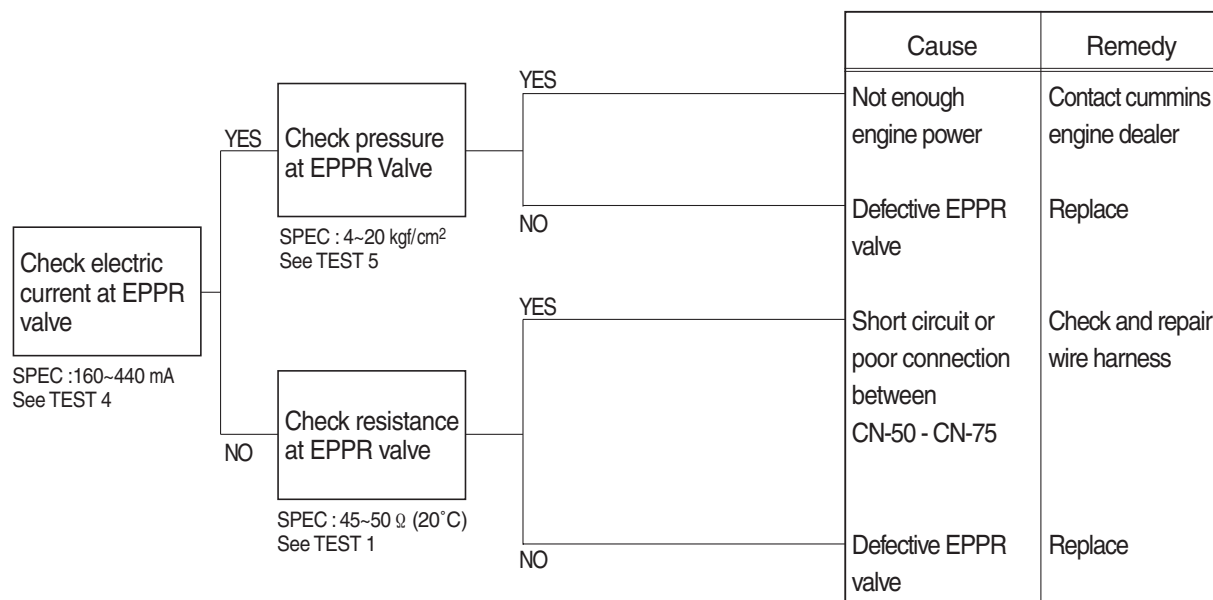 Check electric
current at EPPR
valve
SPEC :160~440 mA
See TEST 4
YES
Check pressure
at EPPR Valve
SPEC : 4~20 kgf/cm²
See TEST 5
NO
Check resistance
at EPPR valve
SPEC : 45~50 Ω (20˚C)
See TEST 1
YES
NO
YES
NO
Cause
Remedy
Not enough
engine power
Contact cummins
engine dealer
Defective EPPR
valve
Replace
Short circuit or
poor connection
between
CN-50 - CN-75
Check and repair
wire harness
Defective EPPR
valve
Replace